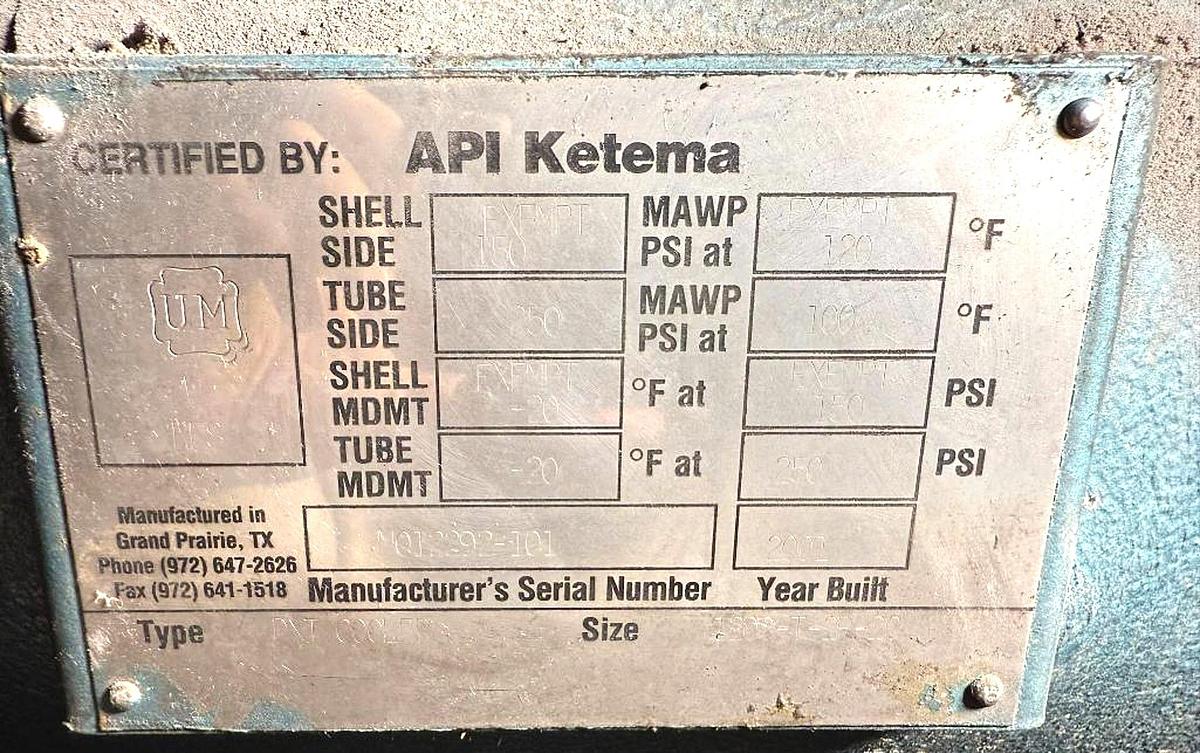 CERTIFIED BY: API Ketema
SHELL SIDE EXEMPT 150 MAWP PSI at EXEMPT 120 °F
UM
TUBE SIDE MAWP PSI at 100 °F
SHELL MDMT EXEMPT -20 °F at EXEMPT 150 PSI
TUBE MDMT -20 °F at 250 PSI
Manufactured in
Grand Prairie, TX
Phone (972) 647-2626
Fax (972) 641-1518
Manufacturer's Serial Number Year Built
Type Size